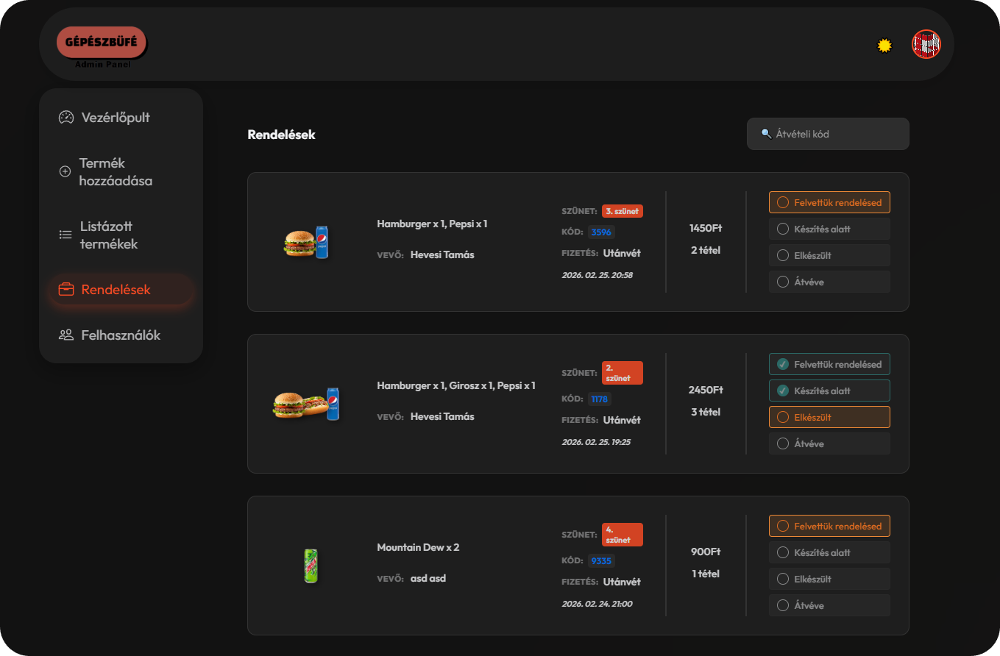 GÉPÉSZBÜFÉ
Admin Panel
Vezérlőpult
Termék
hozzáadása
Listázott
termékek
Rendelések
Felhasználók
Rendelések
Átvételi kód
Hamburger x 1, Pepsi x 1
VEVŐ: Hevesi Tamás
SZÜNET: 3. szünet
KÓD: 3596
FIZETÉS: Utánvét
2026. 02. 25. 20:58
1450Ft
2 tétel
Felvettük rendelésed
Készítés alatt
Elkészült
Átvéve
Hamburger x 1, Girosz x 1, Pepsi x 1
VEVŐ: Hevesi Tamás
SZÜNET: 2.
szünet
KÓD: 1178
FIZETÉS: Utánvét
2026. 02. 25. 19:25
2450Ft
3 tétel
Felvettük rendelésed
Készítés alatt
Elkészült
Átvéve
Mountain Dew x 2
VEVŐ: asd asd
SZÜNET: 4.
szünet
KÓD: 9335
FIZETÉS: Utánvét
2026. 02. 24. 21:00
900Ft
1 tétel
Felvettük rendelésed
Készítés alatt
Elkészült
Átvéve